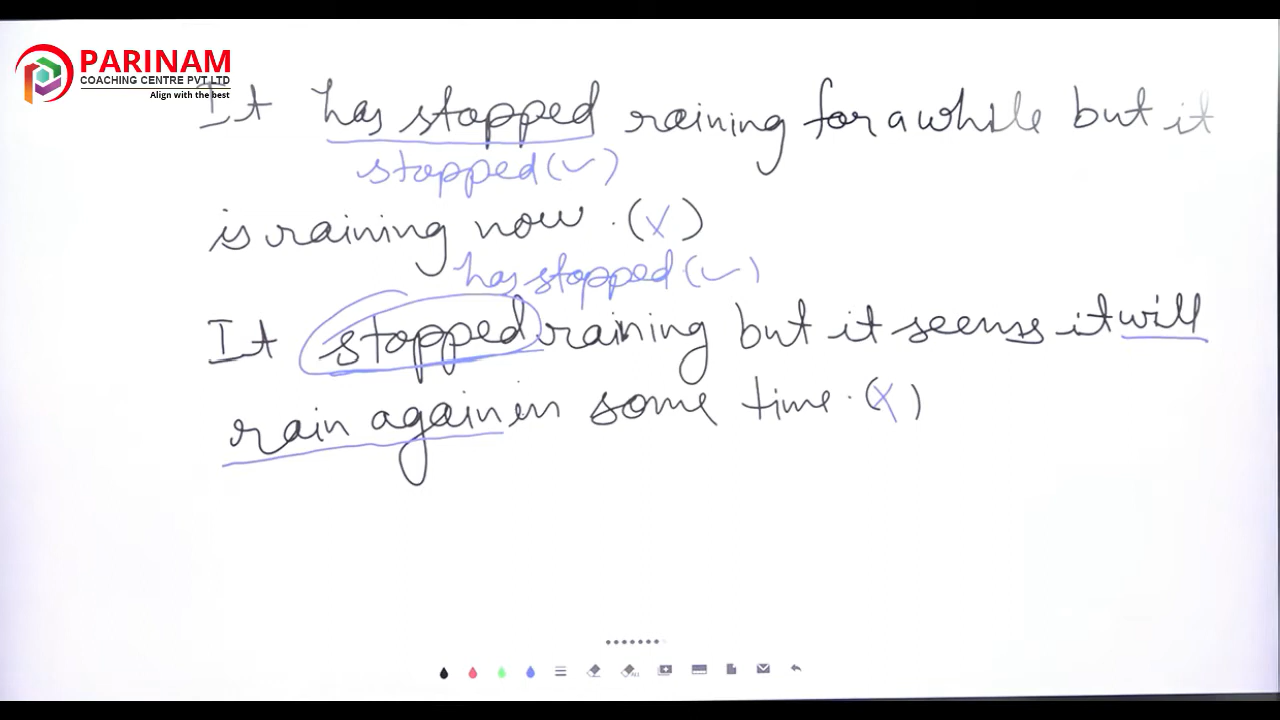 PARINAM
COACHING CENTRE PVT LTD
Align with the best
It has stopped raining for a while but it
stopped (✓)
is raining now. (X)
has stopped (✓)
It stopped raining but it seems it will
rain again in some time. (X)
ALL